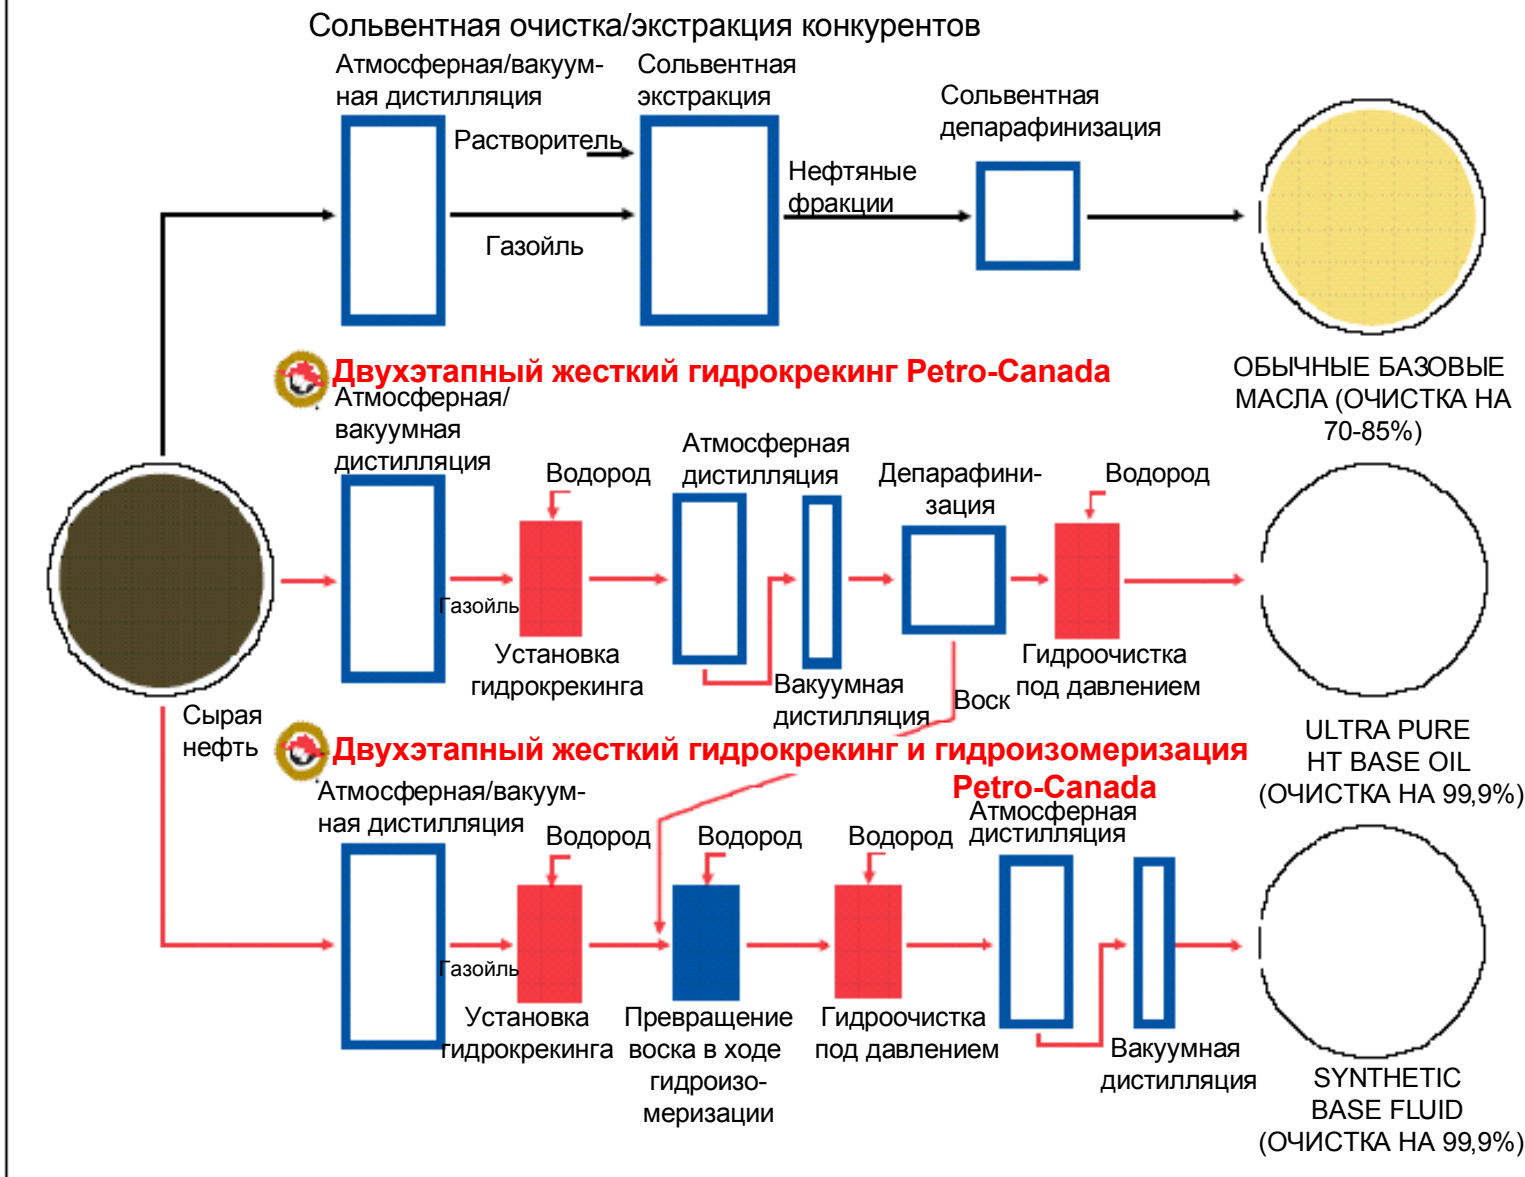 Сольвентная очистка/экстракция конкурентов
Атмосферная/вакуум-
ная дистилляция
Сольвентная
экстракция
Сольвентная
депарафинизация
Растворитель
Нефтяные
фракции
Газойль
ОБЫЧНЫЕ БАЗОВЫЕ
МАСЛА (ОЧИСТКА НА
70-85%)
Двухэтапный жесткий гидрокрекинг Petro-Canada
Атмосферная/
вакуумная
дистилляция
Водород
Атмосферная
дистилляция
Депарафини-
зация
Водород
Газойль
Установка
гидрокрекинга
Вакуумная
дистилляция
Воск
Гидроочистка
под давлением
Сырая
нефть
ULTRA PURE
HT BASE OIL
(ОЧИСТКА НА 99,9%)
Двухэтапный жесткий гидрокрекинг и гидроизомеризация
Petro-Canada
Атмосферная/вакуум-
ная дистилляция
Водород
Водород
Водород
Атмосферная
дистилляция
Газойль
Установка
гидрокрекинга
Превращение
воска в ходе
гидроизо-
меризации
Гидроочистка
под давлением
Вакуумная
дистилляция
SYNTHETIC
BASE FLUID
(ОЧИСТКА НА 99,9%)